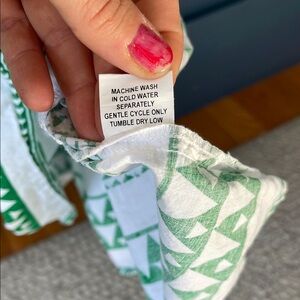 MACHINE WASH
IN COLD WATER
SEPARATELY
GENTLE CYCLE ONLY
TUMBLE DRY LOW